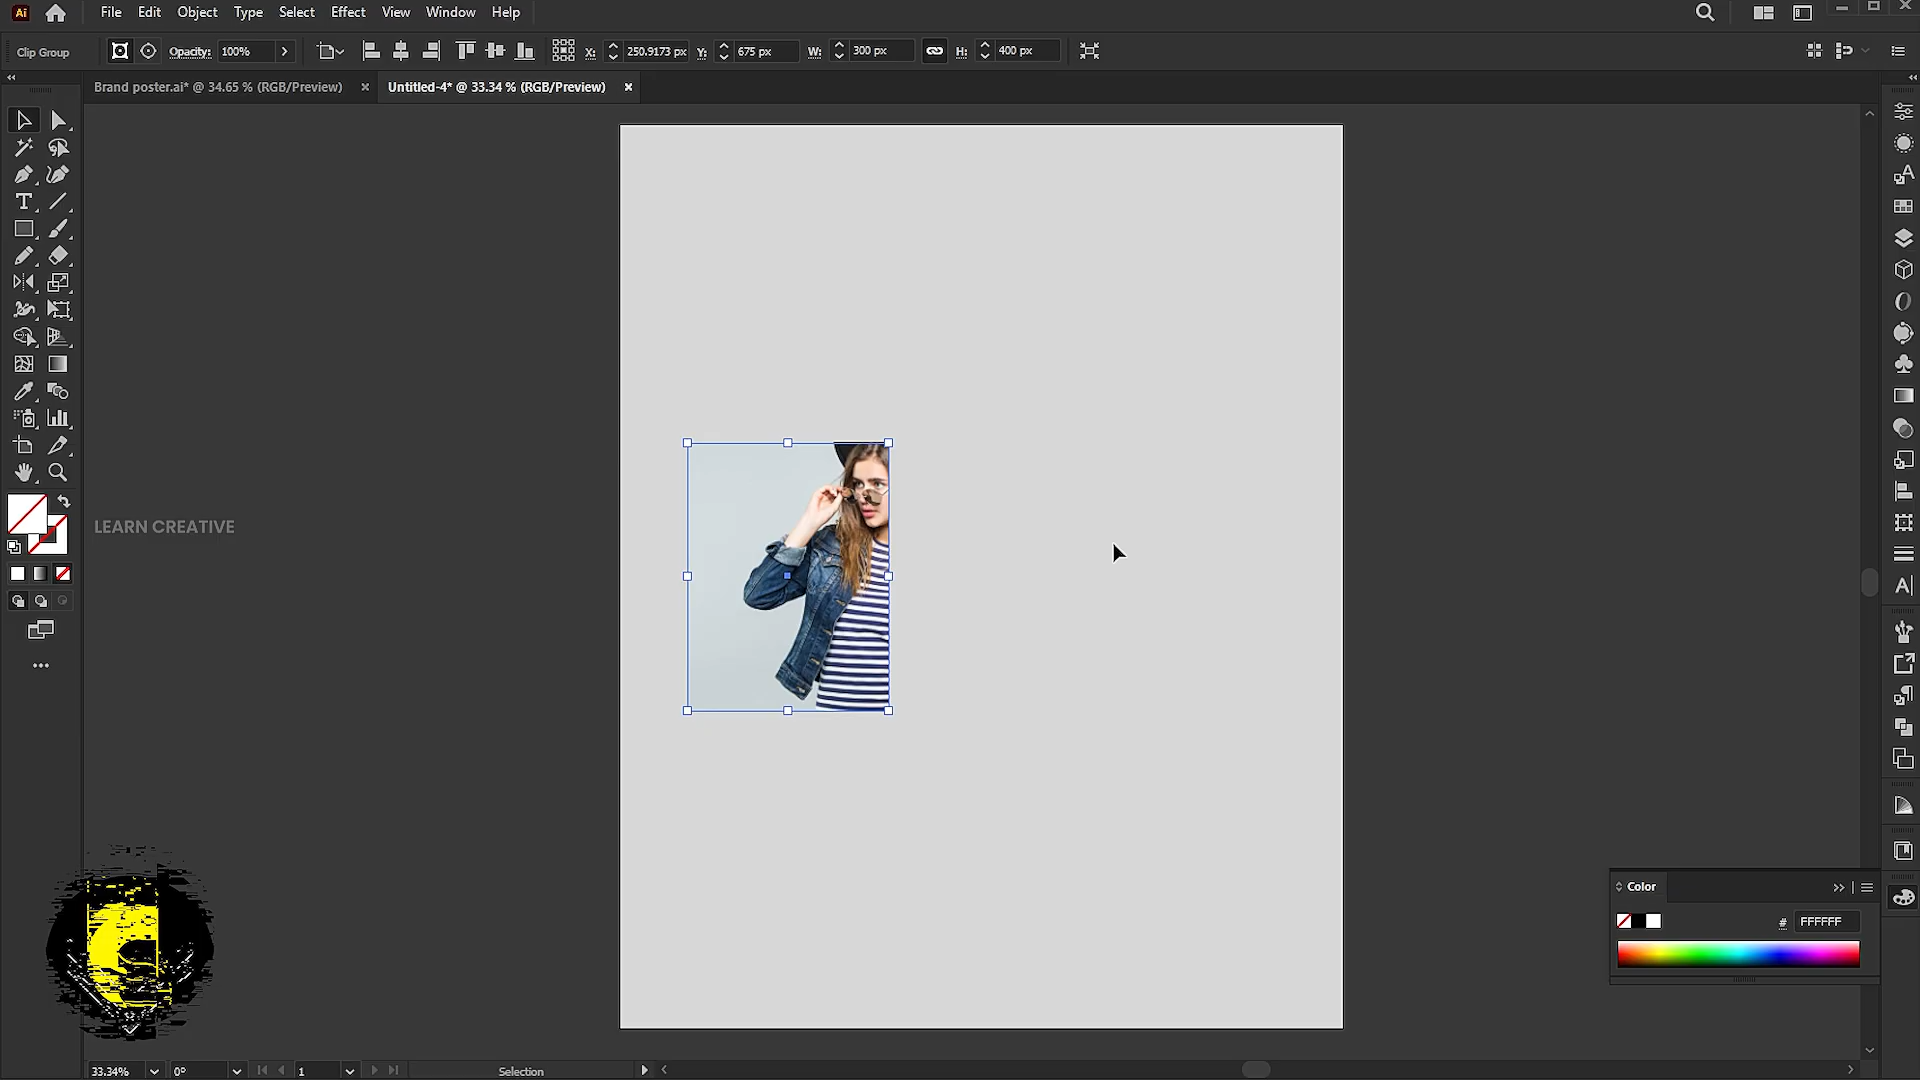 Ai File Edit Object Type Select Effect View Window Help
Clip Group Opacity: 100% X: 250.9173 px Y: 675 px W: 300 px H: 400 px
Brand poster.ai* @ 34.65 % (RGB/Preview) × Untitled-4* @ 33.34 % (RGB/Preview) ×
LEARN CREATIVE
Color
# FFFFFF
33.34% 0° 1 Selection